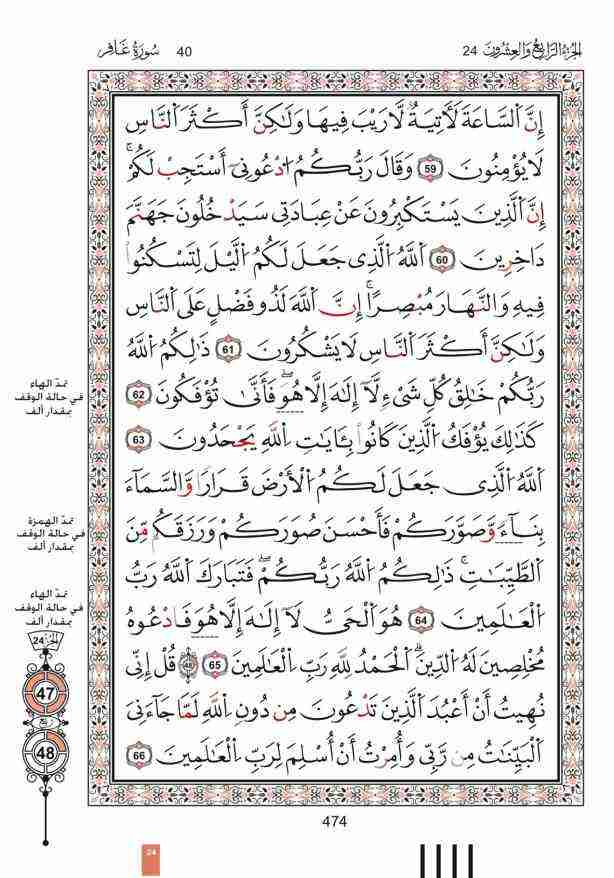 الجزء الرابع والعشرون 24
40 سورة غافر
إِنَّ ٱلسَّاعَةَ لَأٓتِيَةٌ لَّا رَيْبَ فِيهَا وَلَٰكِنَّ أَكْثَرَ ٱلنَّاسِ
لَا يُؤْمِنُونَ 59 وَقَالَ رَبُّكُمُ ٱدْعُونِيٓ أَسْتَجِبْ لَكُمْ ۚ
إِنَّ ٱلَّذِينَ يَسْتَكْبِرُونَ عَنْ عِبَادَتِي سَيَدْخُلُونَ جَهَنَّمَ
دَاخِرِينَ 60 ٱللَّهُ ٱلَّذِي جَعَلَ لَكُمُ ٱلَّيْلَ لِتَسْكُنُوا۟
فِيهِ وَٱلنَّهَارَ مُبْصِرًا ۚ إِنَّ ٱللَّهَ لَذُو فَضْلٍ عَلَى ٱلنَّاسِ
وَلَٰكِنَّ أَكْثَرَ ٱلنَّاسِ لَا يَشْكُرُونَ 61 ذَٰلِكُمُ ٱللَّهُ
رَبُّكُمْ خَٰلِقُ كُلِّ شَيْءٍ لَّآ إِلَٰهَ إِلَّا هُوَ ۖ فَأَنَّىٰ تُؤْفَكُونَ 62
كَذَٰلِكَ يُؤْفَكُ ٱلَّذِينَ كَانُوا۟ بِـَٔايَٰتِ ٱللَّهِ يَجْحَدُونَ 63
ٱللَّهُ ٱلَّذِي جَعَلَ لَكُمُ ٱلْأَرْضَ قَرَارًا وَٱلسَّمَآءَ
بِنَآءً وَصَوَّرَكُمْ فَأَحْسَنَ صُوَرَكُمْ وَرَزَقَكُم مِّنَ
ٱلطَّيِّبَٰتِ ۚ ذَٰلِكُمُ ٱللَّهُ رَبُّكُمْ ۖ فَتَبَارَكَ ٱللَّهُ رَبُّ
ٱلْعَٰلَمِينَ 64 هُوَ ٱلْحَيُّ لَآ إِلَٰهَ إِلَّا هُوَ فَٱدْعُوهُ
مُخْلِصِينَ لَهُ ٱلدِّينَ ۗ ٱلْحَمْدُ لِلَّهِ رَبِّ ٱلْعَٰلَمِينَ 65 48 قُلْ إِنِّي
نُهِيتُ أَنْ أَعْبُدَ ٱلَّذِينَ تَدْعُونَ مِن دُونِ ٱللَّهِ لَمَّا جَآءَنِيَ
ٱلْبَيِّنَٰتُ مِن رَّبِّي وَأُمِرْتُ أَنْ أُسْلِمَ لِرَبِّ ٱلْعَٰلَمِينَ 66
تمدّ الهاء
في حالة الوقف
بمقدار ألف
تمدّ الهمزة
في حالة الوقف
بمقدار ألف
تمدّ الهاء
في حالة الوقف
بمقدار ألف
الجزء 24
47
ربع
48
474
24